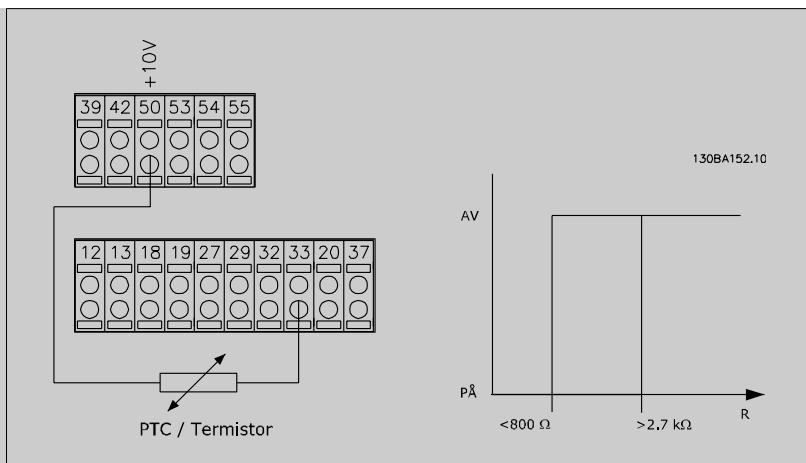 +10V
39 42 50 53 54 55
12 13 18 19 27 29 32 33 20 37
PTC / Termistor
130BA152.10
AV
PÅ
<800 Ω >2.7 kΩ R